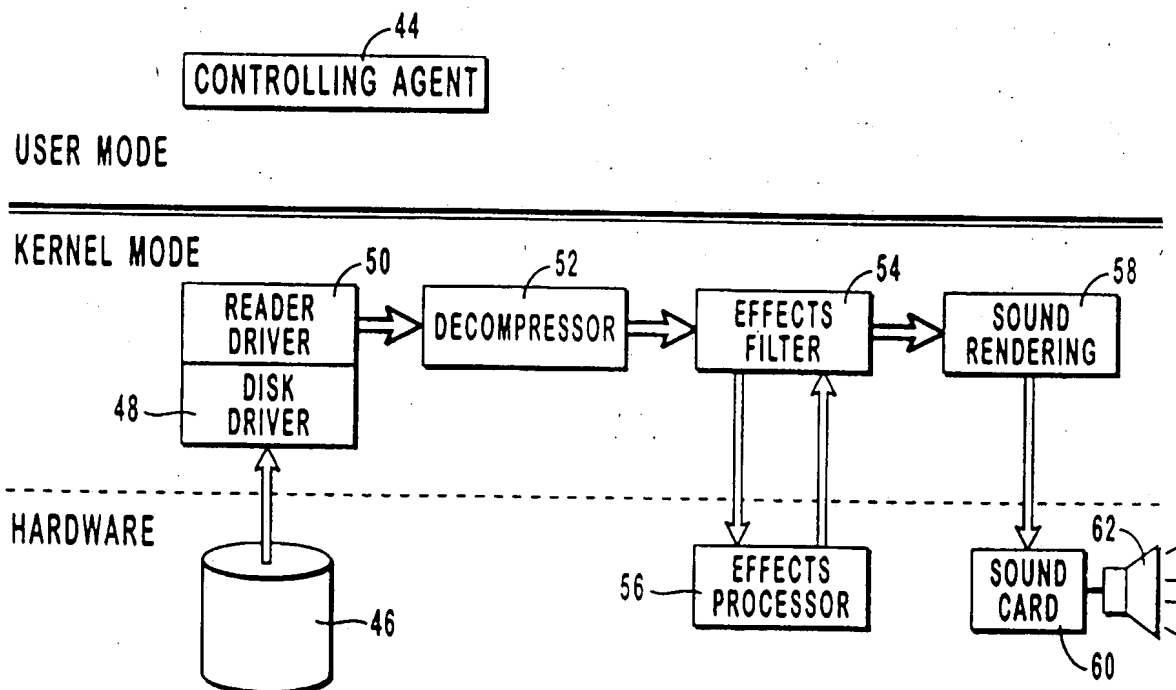 44
CONTROLLING AGENT
USER MODE
KERNEL MODE
50
52
54
58
READER
DRIVER
DECOMPRESSOR
EFFECTS
FILTER
SOUND
RENDERING
48
DISK
DRIVER
HARDWARE
46
56
EFFECTS
PROCESSOR
SOUND
CARD
62
60